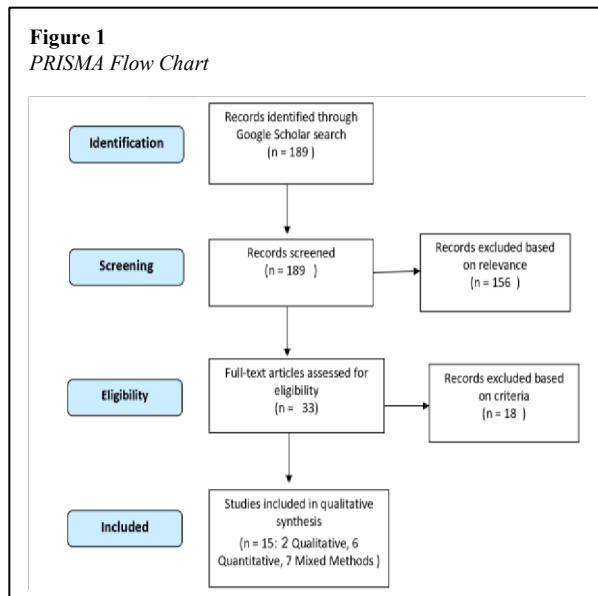 Figure 1
PRISMA Flow Chart
Identification
Records identified through
Google Scholar search
(n = 189 )
Screening
Records screened
(n = 189 )
Records excluded based
on relevance
(n = 156 )
Eligibility
Full-text articles assessed for
eligibility
(n = 33)
Records excluded based
on criteria
(n = 18 )
Included
Studies included in qualitative
synthesis
(n = 15: 2 Qualitative, 6
Quantitative, 7 Mixed Methods )